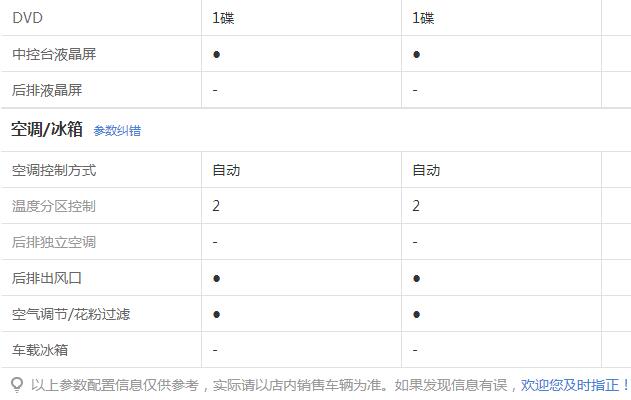 DVD 1碟 1碟
中控台液晶屏 ● ●
后排液晶屏 - -
空调/冰箱 参数纠错
空调控制方式 自动 自动
温度分区控制 2 2
后排独立空调 - -
后排出风口 ● ●
空气调节/花粉过滤 ● ●
车载冰箱 - -
以上参数配置信息仅供参考，实际请以店内销售车辆为准。如果发现信息有误，欢迎您及时指正！